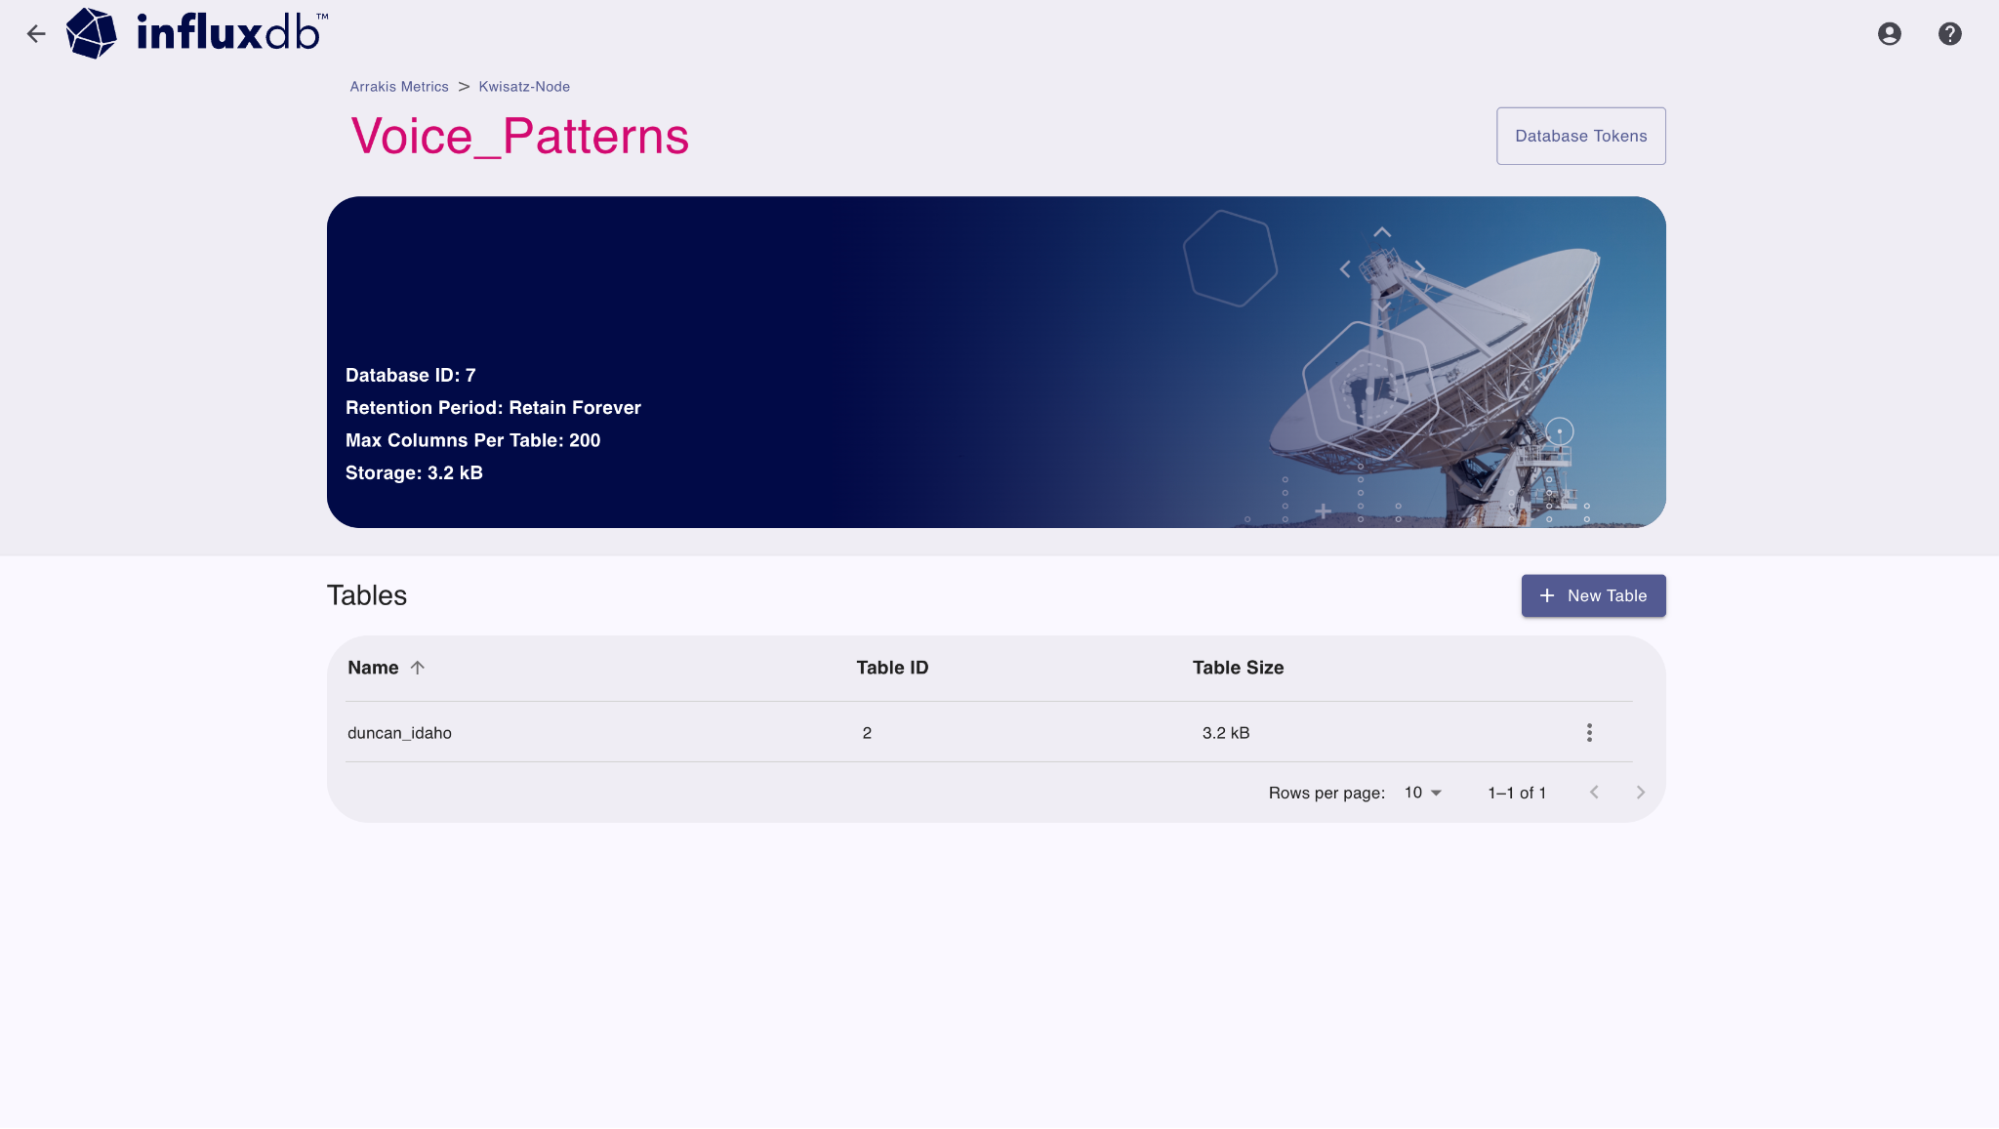 influxdb™
Arrakis Metrics > Kwisatz-Node
Voice_Patterns
Database Tokens
Database ID: 7
Retention Period: Retain Forever
Max Columns Per Table: 200
Storage: 3.2 kB
Tables
+ New Table
Name ↑ Table ID Table Size
duncan_idaho 2 3.2 kB
Rows per page: 10 1–1 of 1